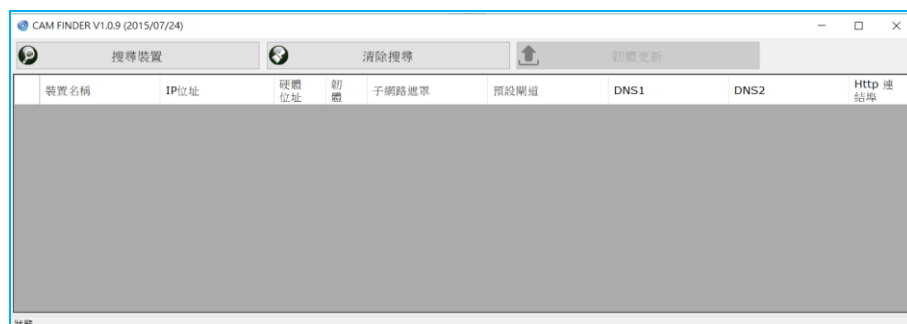 CAM FINDER V1.0.9 (2015/07/24)
搜尋裝置 清除搜尋 韌體更新
裝置名稱 IP位址 硬體位址 韌體 子網路遮罩 預設閘道 DNS1 DNS2 Http 連結埠
狀態